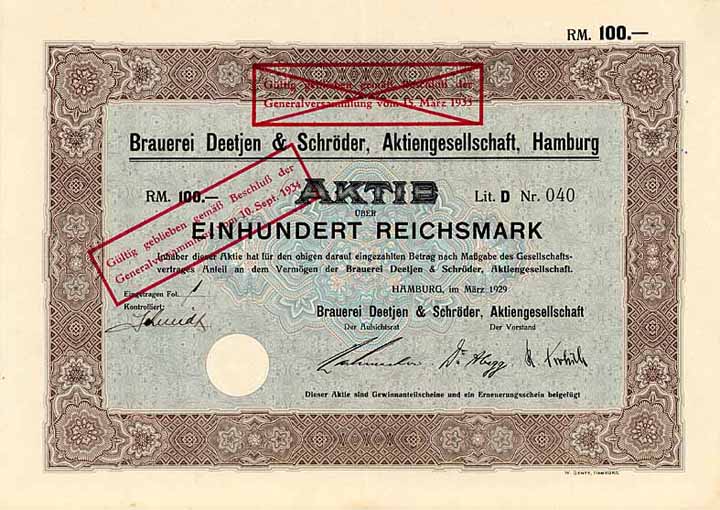 RM. 100.—
Gültig geblieben gemäß Beschluß der
Generalversammlung vom 15. März 1933
Brauerei Deetjen & Schröder, Aktiengesellschaft, Hamburg
Gültig geblieben gemäß Beschluß der
Generalversammlung vom 10. Sept. 1934
RM. 100.— AKTIE Lit. D Nr. 040
ÜBER
EINHUNDERT REICHSMARK
Inhaber dieser Aktie hat für den obigen darauf eingezahlten Betrag nach Maßgabe des Gesellschafts-
vertrages Anteil an dem Vermögen der Brauerei Deetjen & Schröder, Aktiengesellschaft.
Eingetragen Fol. 1
HAMBURG, im März 1929
Kontrolliert:
Schmidt
Brauerei Deetjen & Schröder, Aktiengesellschaft
Der Aufsichtsrat Der Vorstand
Dieser Aktie sind Gewinnanteilscheine und ein Erneuerungsschein beigefügt
W. GENTE, HAMBURG.